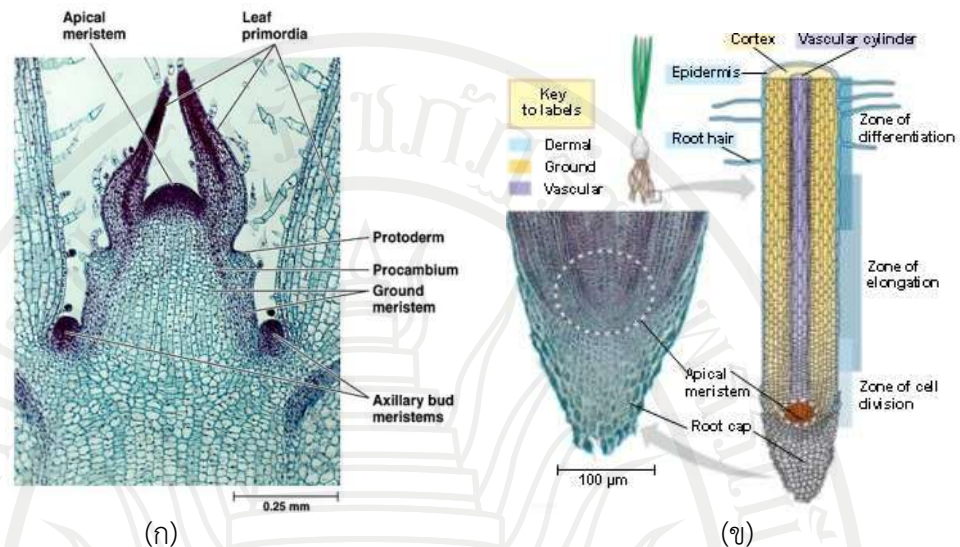 Apical
meristem
Leaf
primordia
Protoderm
Procambium
Ground
meristem
Axillary bud
meristems
0.25 mm
(ก)
Cortex
Vascular cylinder
Epidermis
Key
to labels
Root hair
Zone of
differentiation
Dermal
Ground
Vascular
Zone of
elongation
Apical
meristem
Zone of cell
division
Root cap
100 µm
(ข)